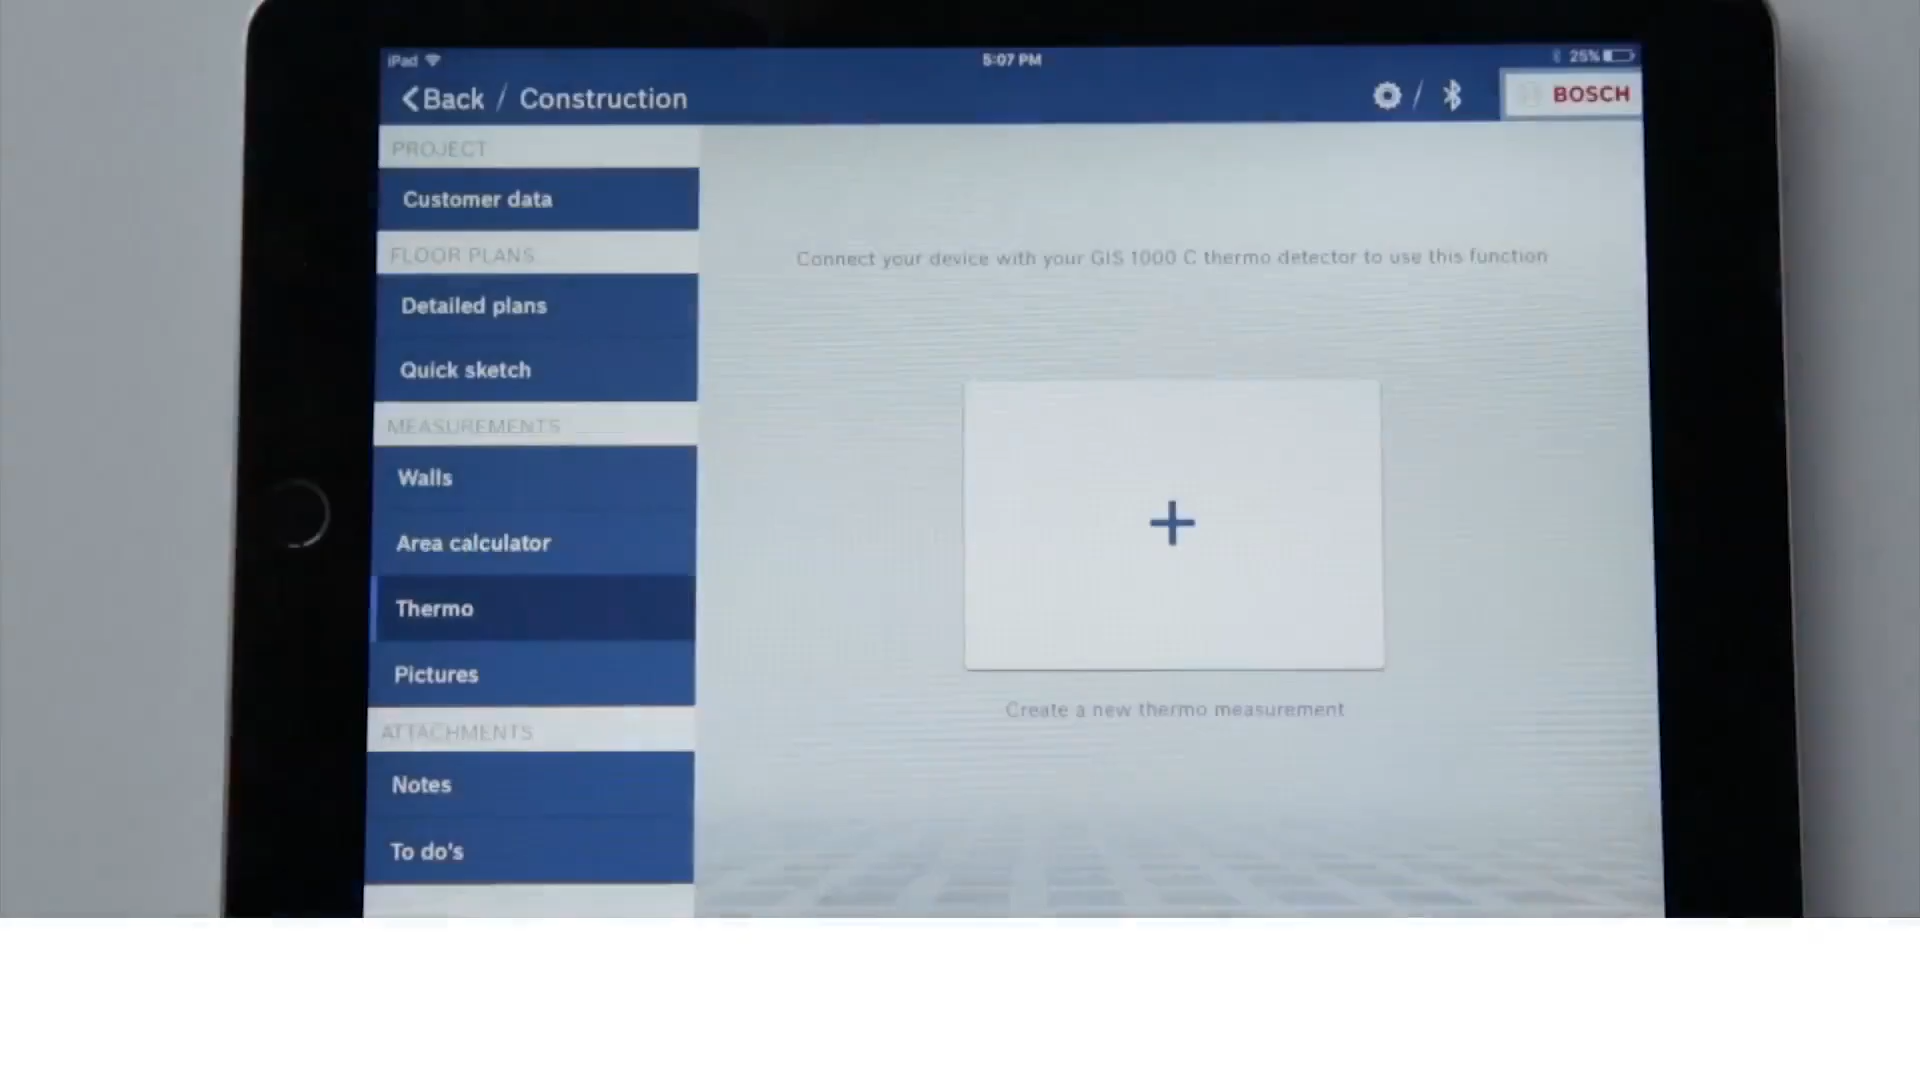 iPad
5:07 PM
25%
Back / Construction
BOSCH
PROJECT
Customer data
FLOOR PLANS
Detailed plans
Quick sketch
MEASUREMENTS
Walls
Area calculator
Thermo
Pictures
ATTACHMENTS
Notes
To do's
Connect your device with your GIS 1000 C thermo detector to use this function
+
Create a new thermo measurement